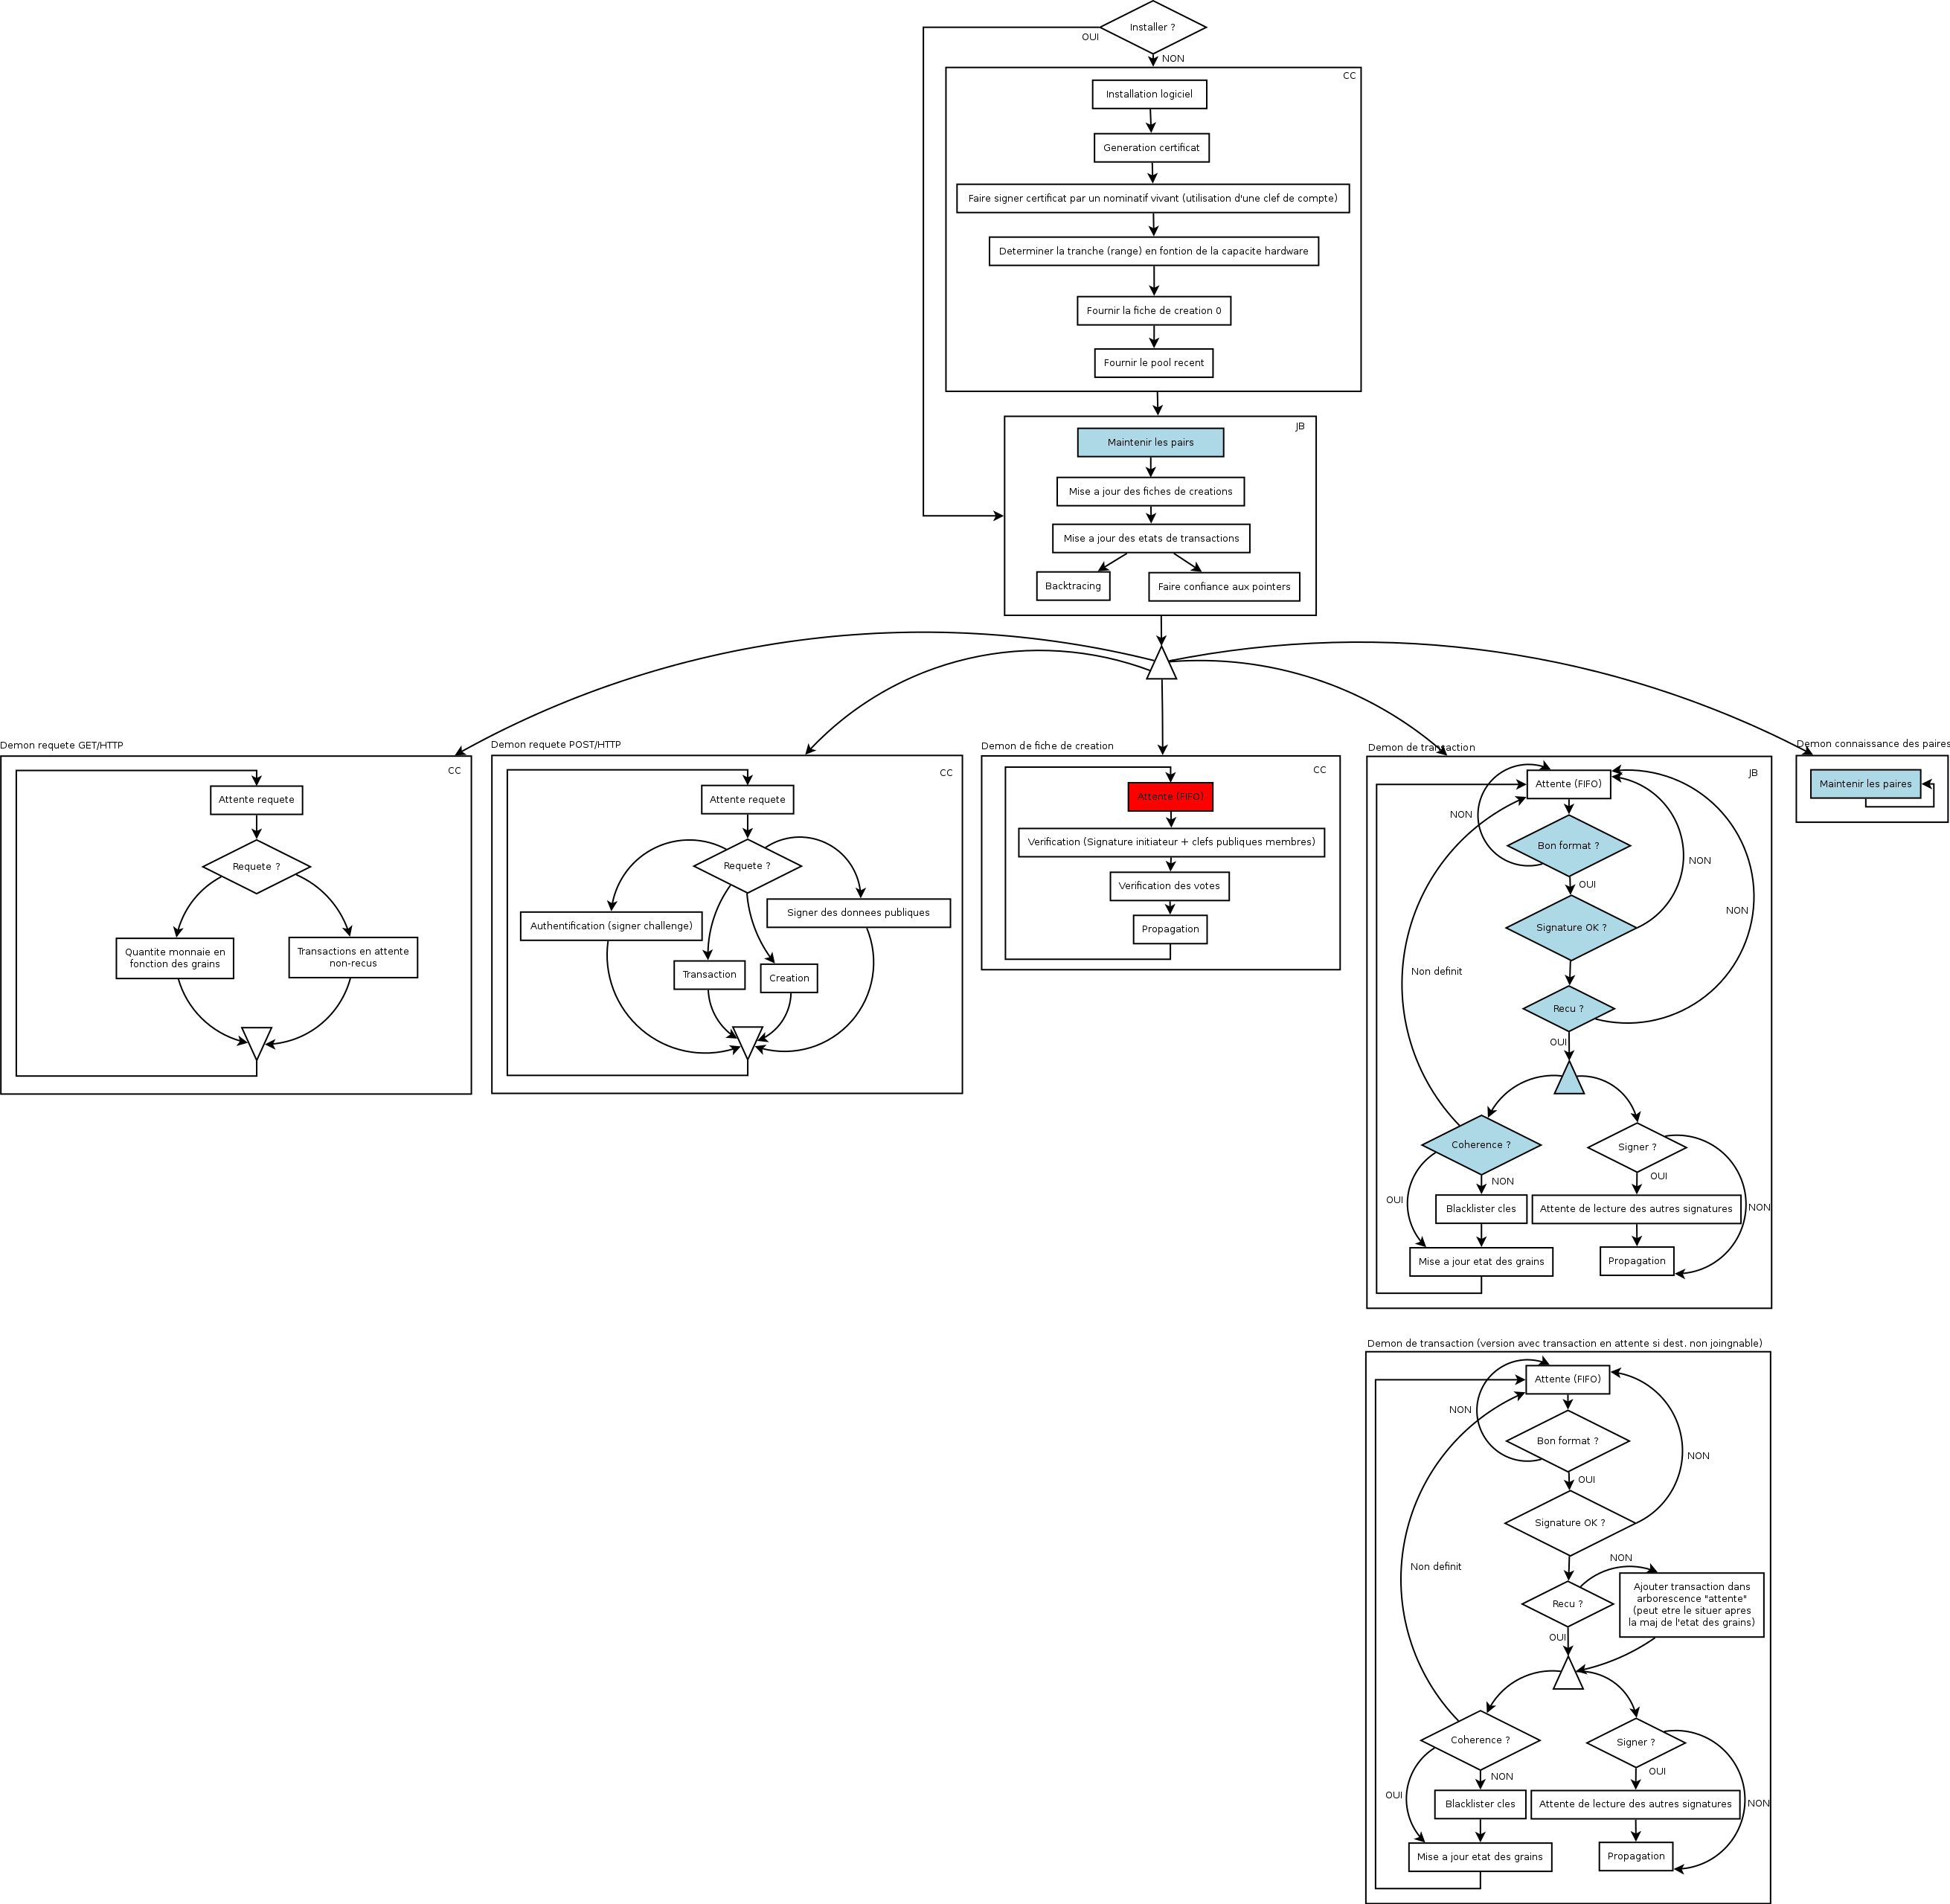 Installer ?
OUI
NON
CC
Installation logiciel
Generation certificat
Faire signer certificat par un nominatif vivant (utilisation d'une clef de compte)
Determiner la tranche (range) en fontion de la capacite hardware
Fournir la fiche de creation 0
Fournir le pool recent
JB
Maintenir les pairs
Mise a jour des fiches de creations
Mise a jour des etats de transactions
Backtracing
Faire confiance aux pointers
Demon requete GET/HTTP
CC
Attente requete
Requete ?
Quantite monnaie en
fonction des grains
Transactions en attente
non-recus
Demon requete POST/HTTP
CC
Attente requete
Requete ?
Authentification (signer challenge)
Signer des donnees publiques
Transaction
Creation
Demon de fiche de creation
CC
Attente (FIFO)
Verification (Signature initiateur + clefs publiques membres)
Verification des votes
Propagation
Demon de transaction
JB
Attente (FIFO)
NON
Bon format ?
NON
OUI
Signature OK ?
NON
Non definit
Recu ?
OUI
Coherence ?
Signer ?
OUI
NON
OUI
NON
Blacklister cles
Attente de lecture des autres signatures
Mise a jour etat des grains
Propagation
Demon connaissance des paires
Maintenir les paires
Demon de transaction (version avec transaction en attente si dest. non joingnable)
Attente (FIFO)
NON
Bon format ?
NON
OUI
Signature OK ?
NON
Non definit
Recu ?
Ajouter transaction dans
arborescence "attente"
(peut etre le situer apres
la maj de l'etat des grains)
OUI
Coherence ?
Signer ?
OUI
NON
OUI
NON
Blacklister cles
Attente de lecture des autres signatures
Mise a jour etat des grains
Propagation